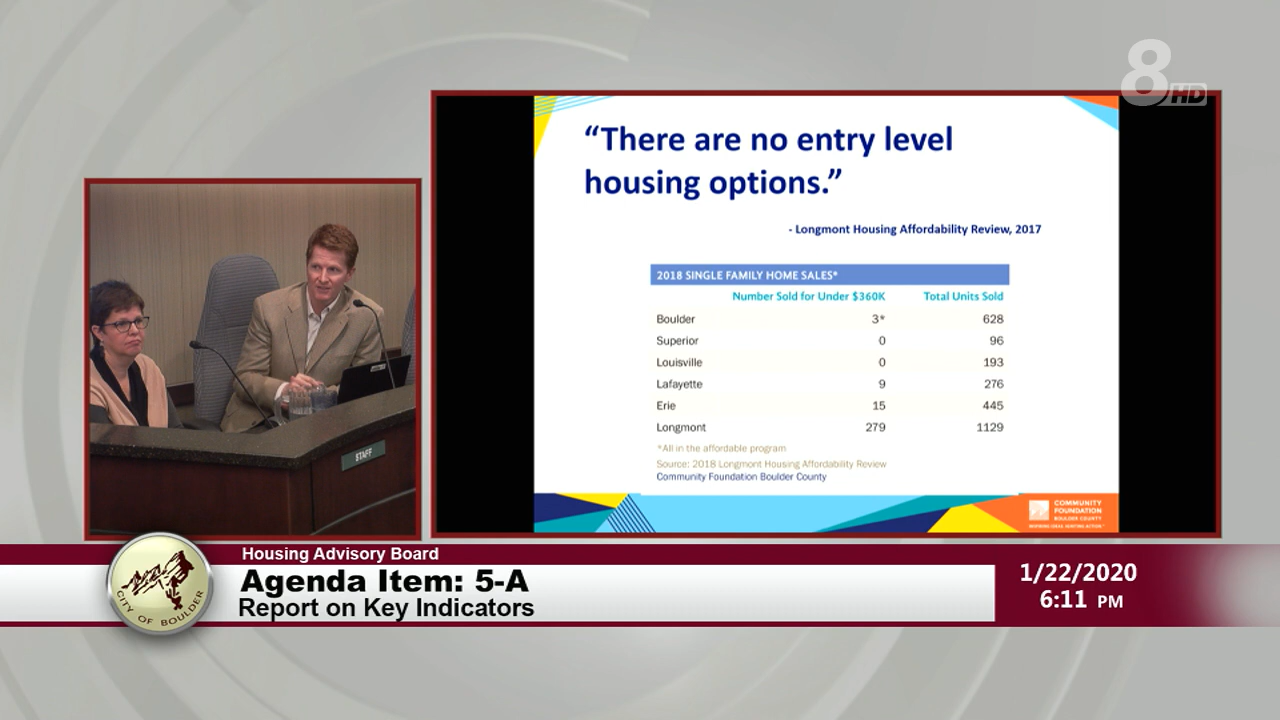 8
HD
“There are no entry level
housing options.”
- Longmont Housing Affordability Review, 2017
2018 SINGLE FAMILY HOME SALES*
Number Sold for Under $360K Total Units Sold
Boulder 3* 628
Superior 0 96
Louisville 0 193
Lafayette 9 276
Erie 15 445
Longmont 279 1129
*All in the affordable program
Source: 2018 Longmont Housing Affordability Review
Community Foundation Boulder County
COMMUNITY
FOUNDATION
BOULDER COUNTY
STAFF
Housing Advisory Board
Agenda Item: 5-A
Report on Key Indicators
1/22/2020
6:11 PM
CITY OF BOULDER